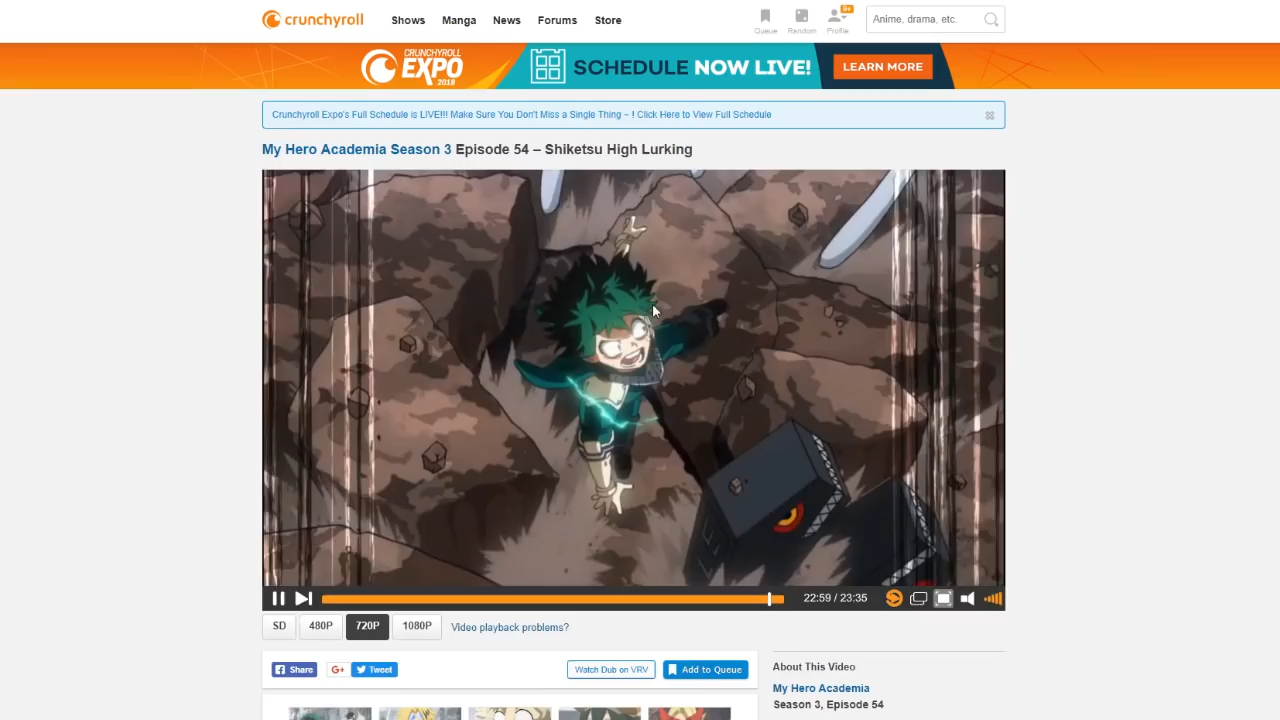 crunchyroll
Shows
Manga
News
Forums
Store
Queue
Random
9+
Profile
Anime, drama, etc.
CRUNCHYROLL
EXPO
2018
SCHEDULE NOW LIVE!
LEARN MORE
Crunchyroll Expo's Full Schedule is LIVE!!! Make Sure You Don't Miss a Single Thing ~ ! Click Here to View Full Schedule
My Hero Academia Season 3 Episode 54 – Shiketsu High Lurking
22:59 / 23:35
SD
480P
720P
1080P
Video playback problems?
Share
G+
Tweet
Watch Dub on VRV
Add to Queue
About This Video
My Hero Academia
Season 3, Episode 54